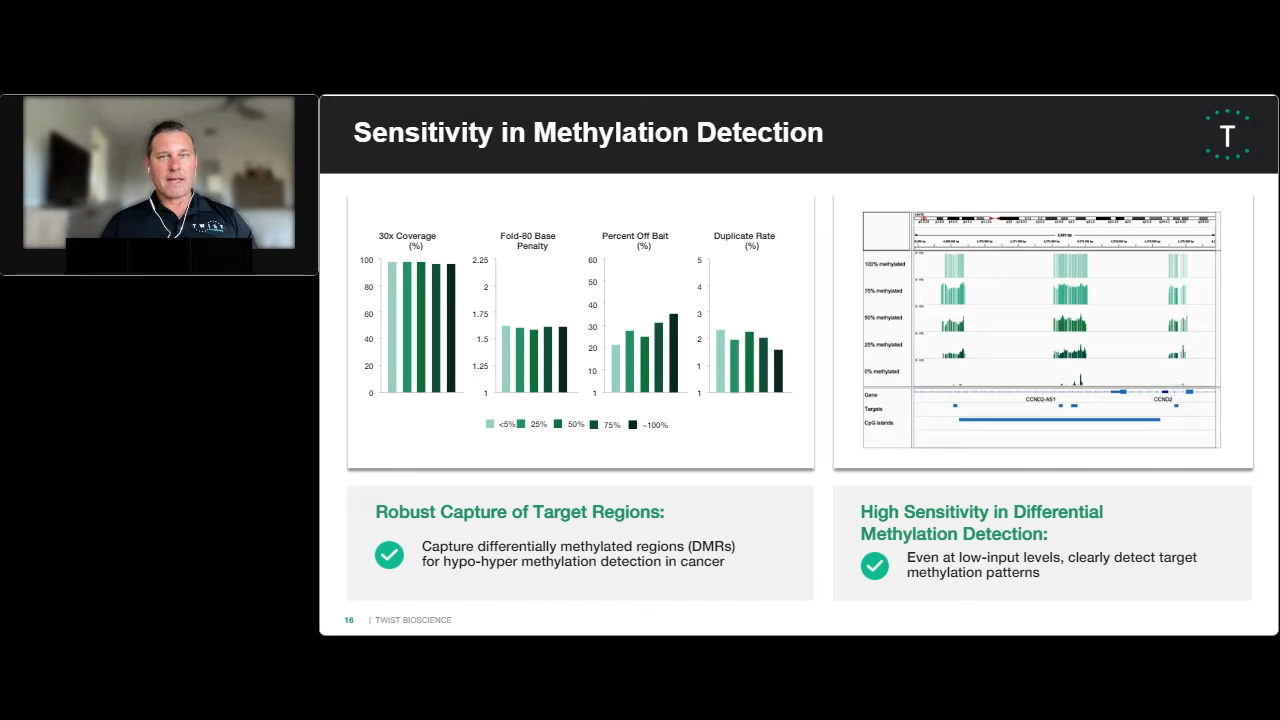 Sensitivity in Methylation Detection
T
TWIST
30x Coverage
(%)
100
80
60
40
20
0
Fold-80 Base
Penalty
2.25
2
1.75
1.5
1.25
1
Percent Off Bait
(%)
60
50
40
30
20
10
1
Duplicate Rate
(%)
5
4
3
2
1
1
<5% 25% 50% 75% ~100%
100% methylated
75% methylated
50% methylated
25% methylated
0% methylated
Gene
CCND2-AS1 CCND2
Targets
CpG islands
Robust Capture of Target Regions:
Capture differentially methylated regions (DMRs)
for hypo-hyper methylation detection in cancer
High Sensitivity in Differential
Methylation Detection:
Even at low-input levels, clearly detect target
methylation patterns
16 | TWIST BIOSCIENCE